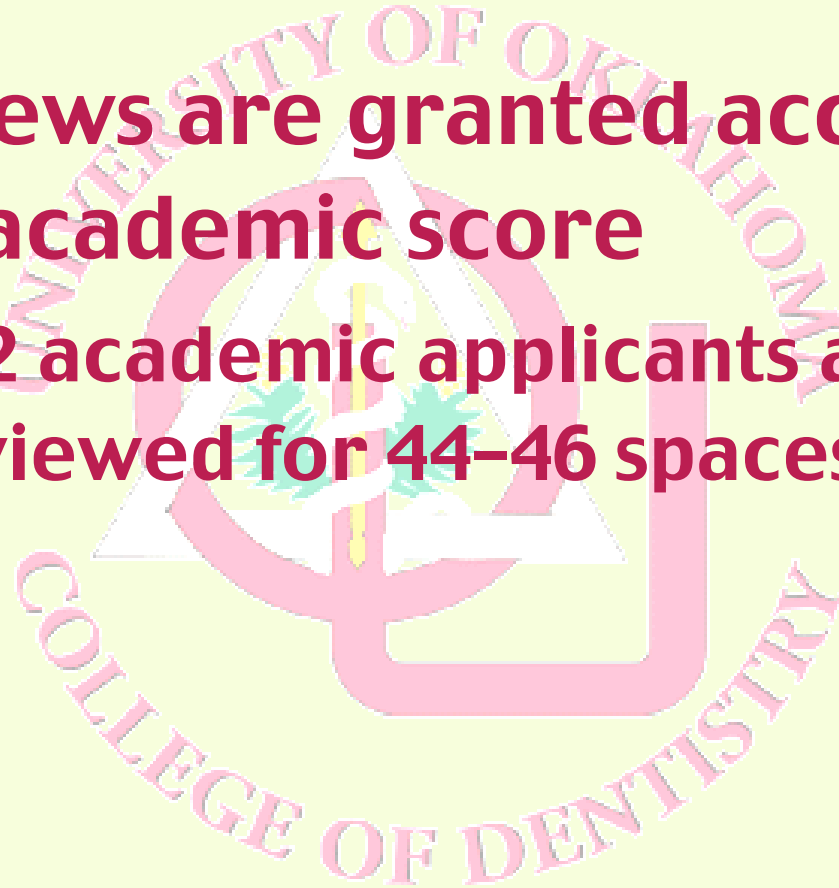 UNIVERSITY OF OKLAHOMA
ews are granted acc
academic score
2 academic applicants a
viewed for 44–46 spaces
COLLEGE OF DENTISTRY